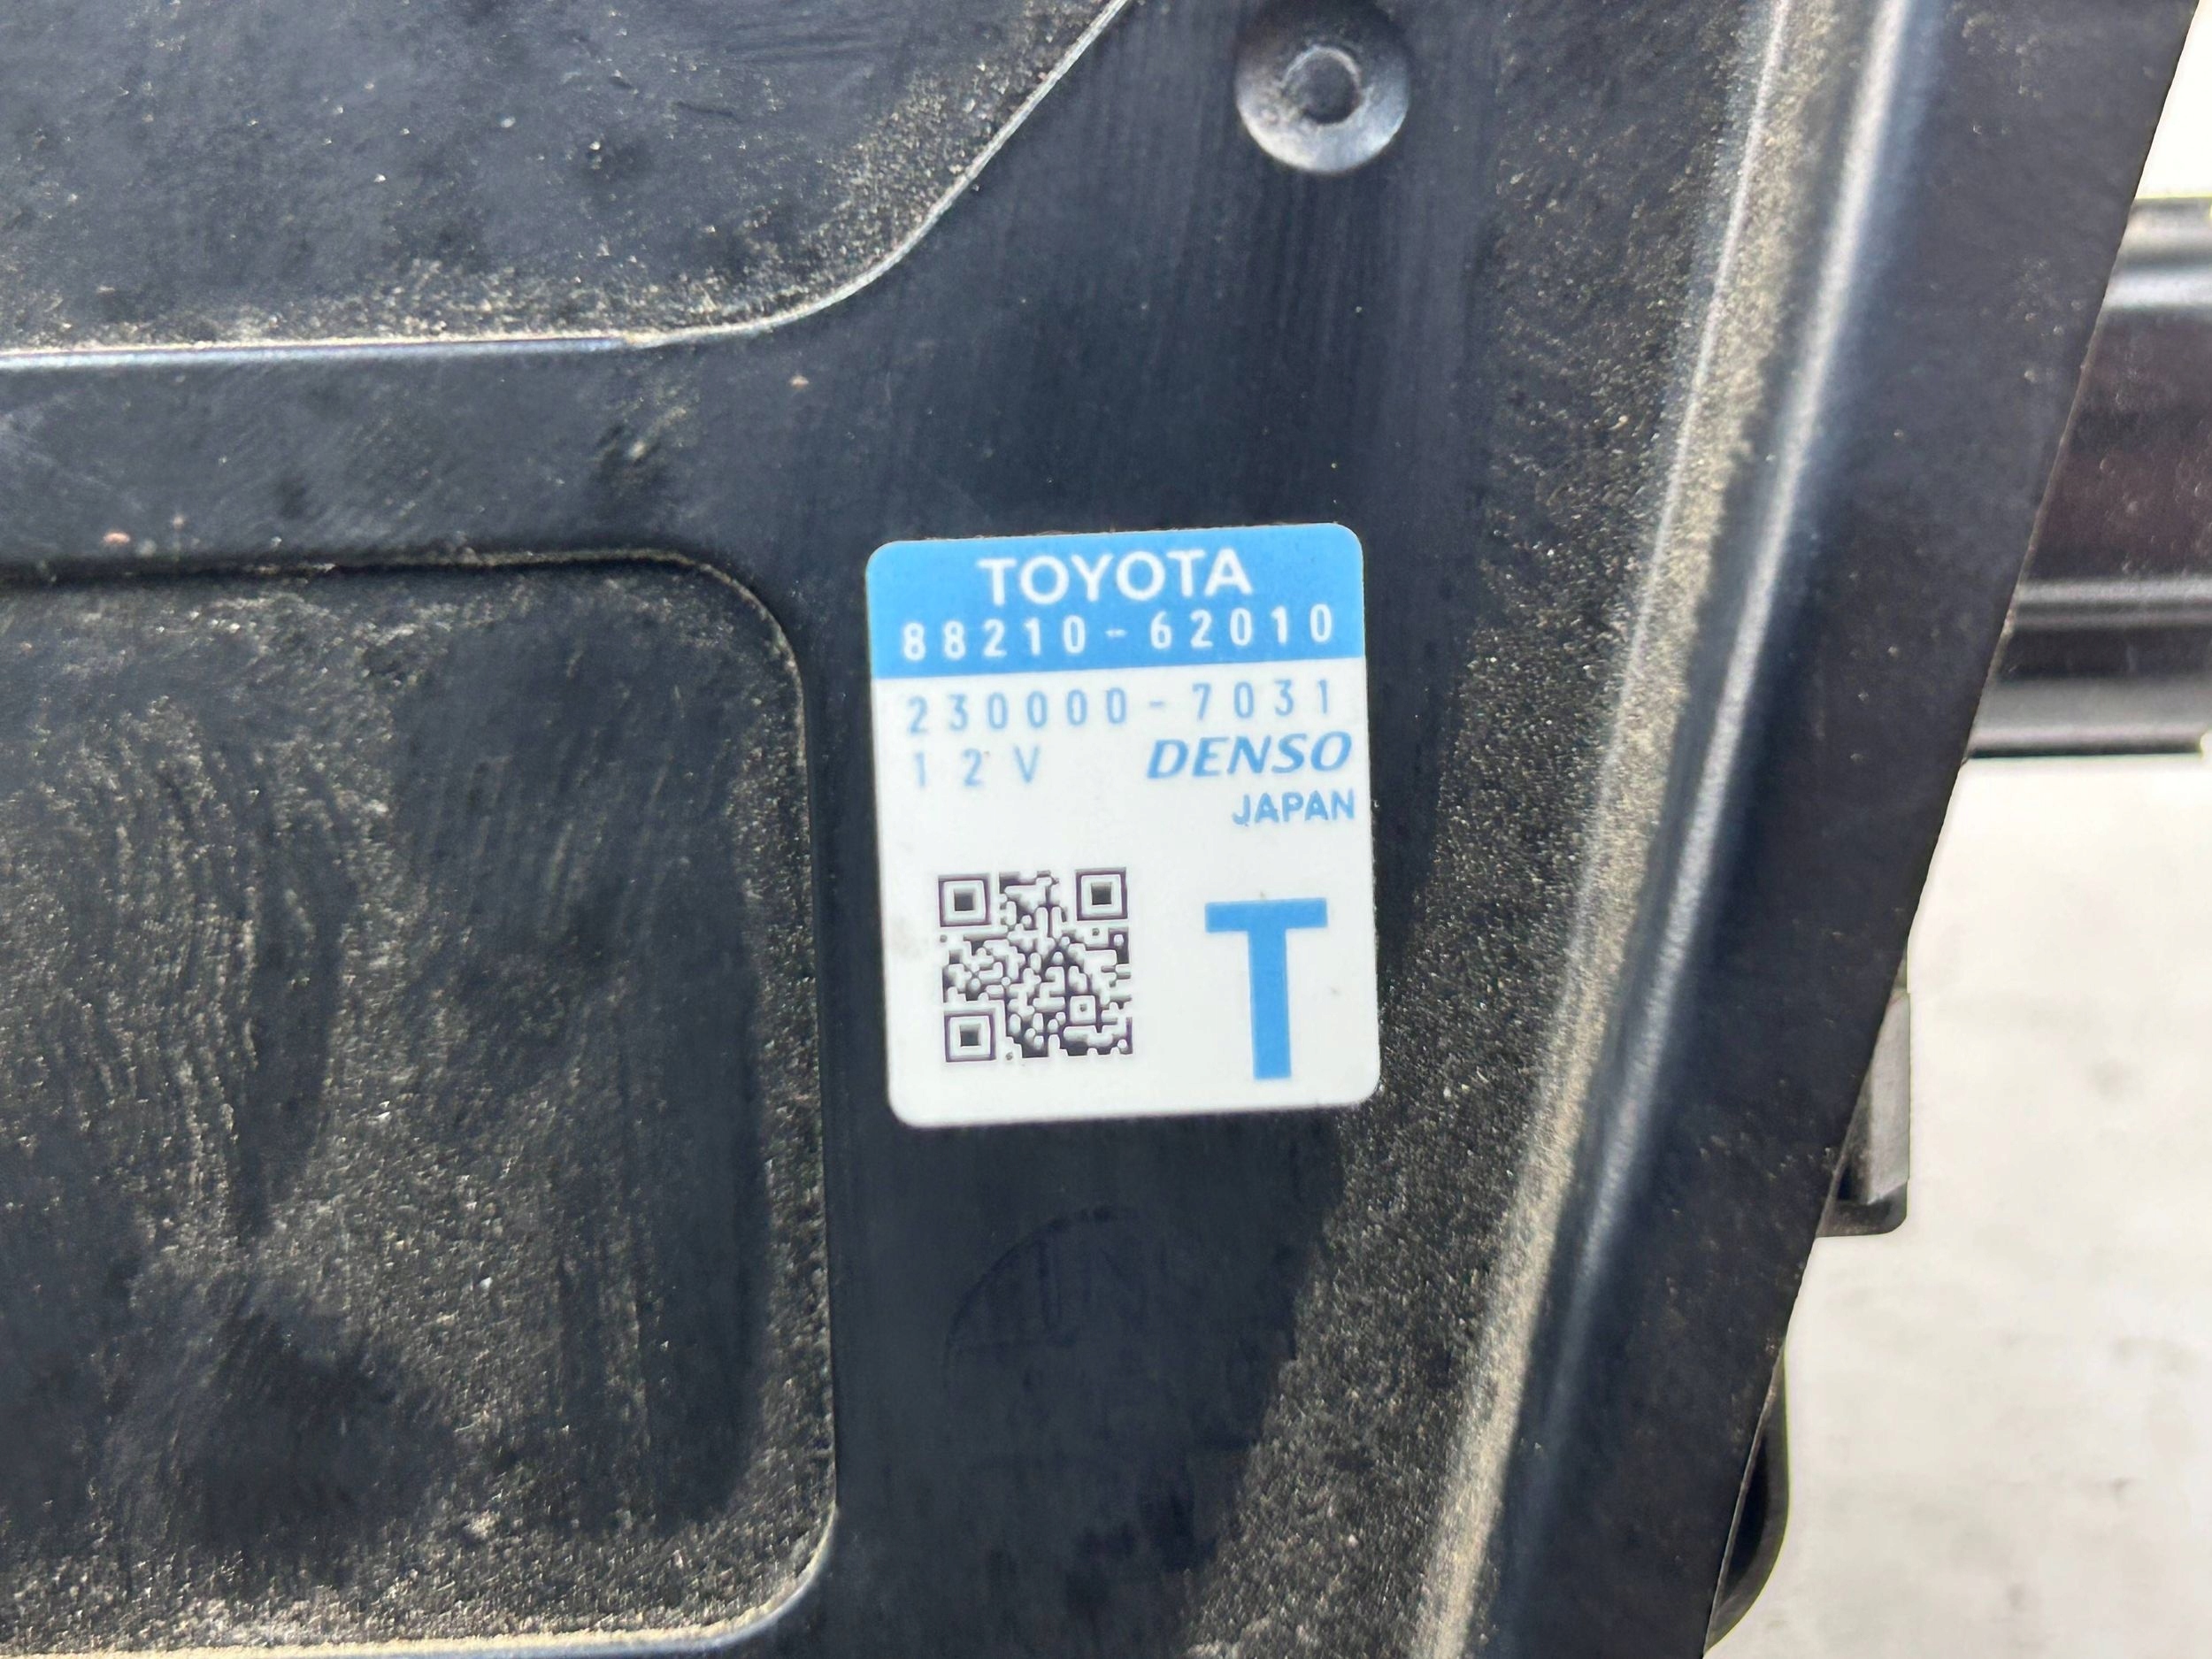 TOYOTA
88210-62010
230000-7031
12V DENSO
JAPAN
T